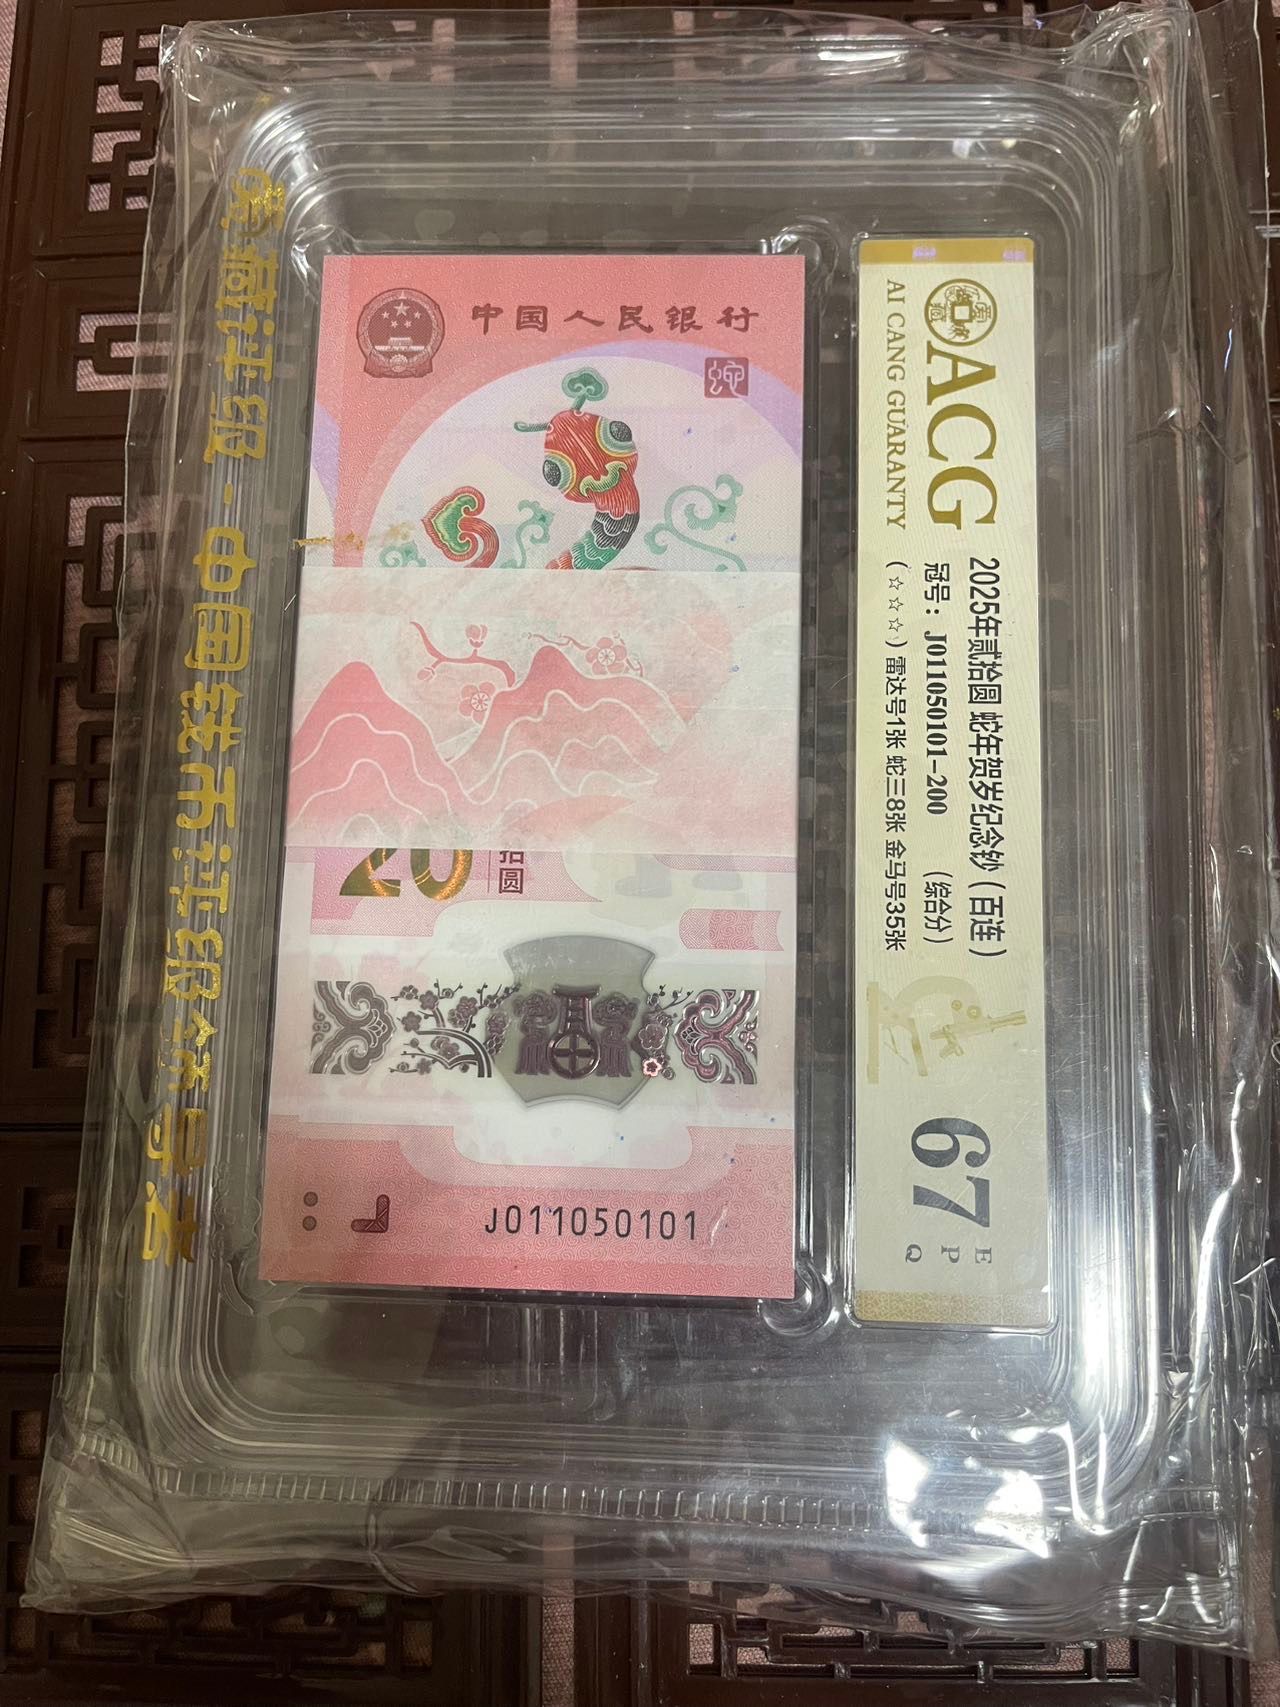 中国人民银行
蛇
20
拾圆
J011050101
ACG
AI CANG GUARANTY
2025年贰拾圆 蛇年贺岁纪念钞（百连）
冠号：J011050101-200 （综合分）
（☆☆☆）雷达号1张 蛇三8张 金马号35张
67
E
P
Q
爱藏评级 - 中国钱币评级领导者